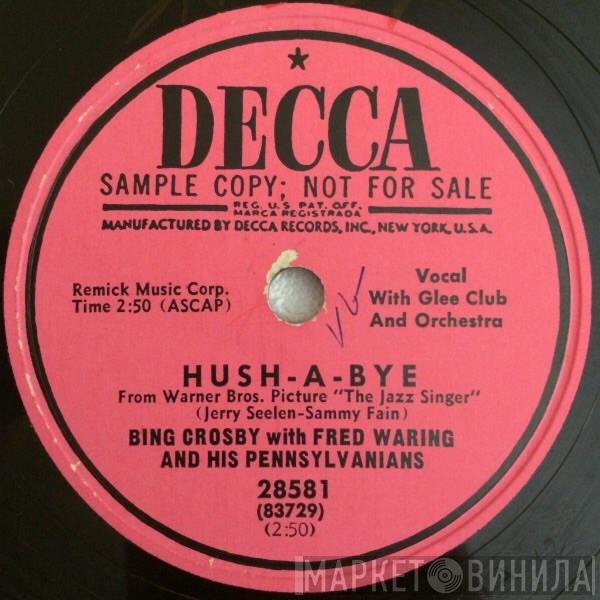 DECCA
SAMPLE COPY; NOT FOR SALE
REG. U.S. PAT. OFF.
MARCA REGISTRADA
MANUFACTURED BY DECCA RECORDS, INC., NEW YORK, U.S.A.
Remick Music Corp.
Time 2:50 (ASCAP)
Vocal
With Glee Club
And Orchestra
HUSH-A-BYE
From Warner Bros. Picture "The Jazz Singer"
(Jerry Seelen-Sammy Fain)
BING CROSBY with FRED WARING
AND HIS PENNSYLVANIANS
28581
(83729)
(2:50)
МАРКЕТ ВИНИЛА